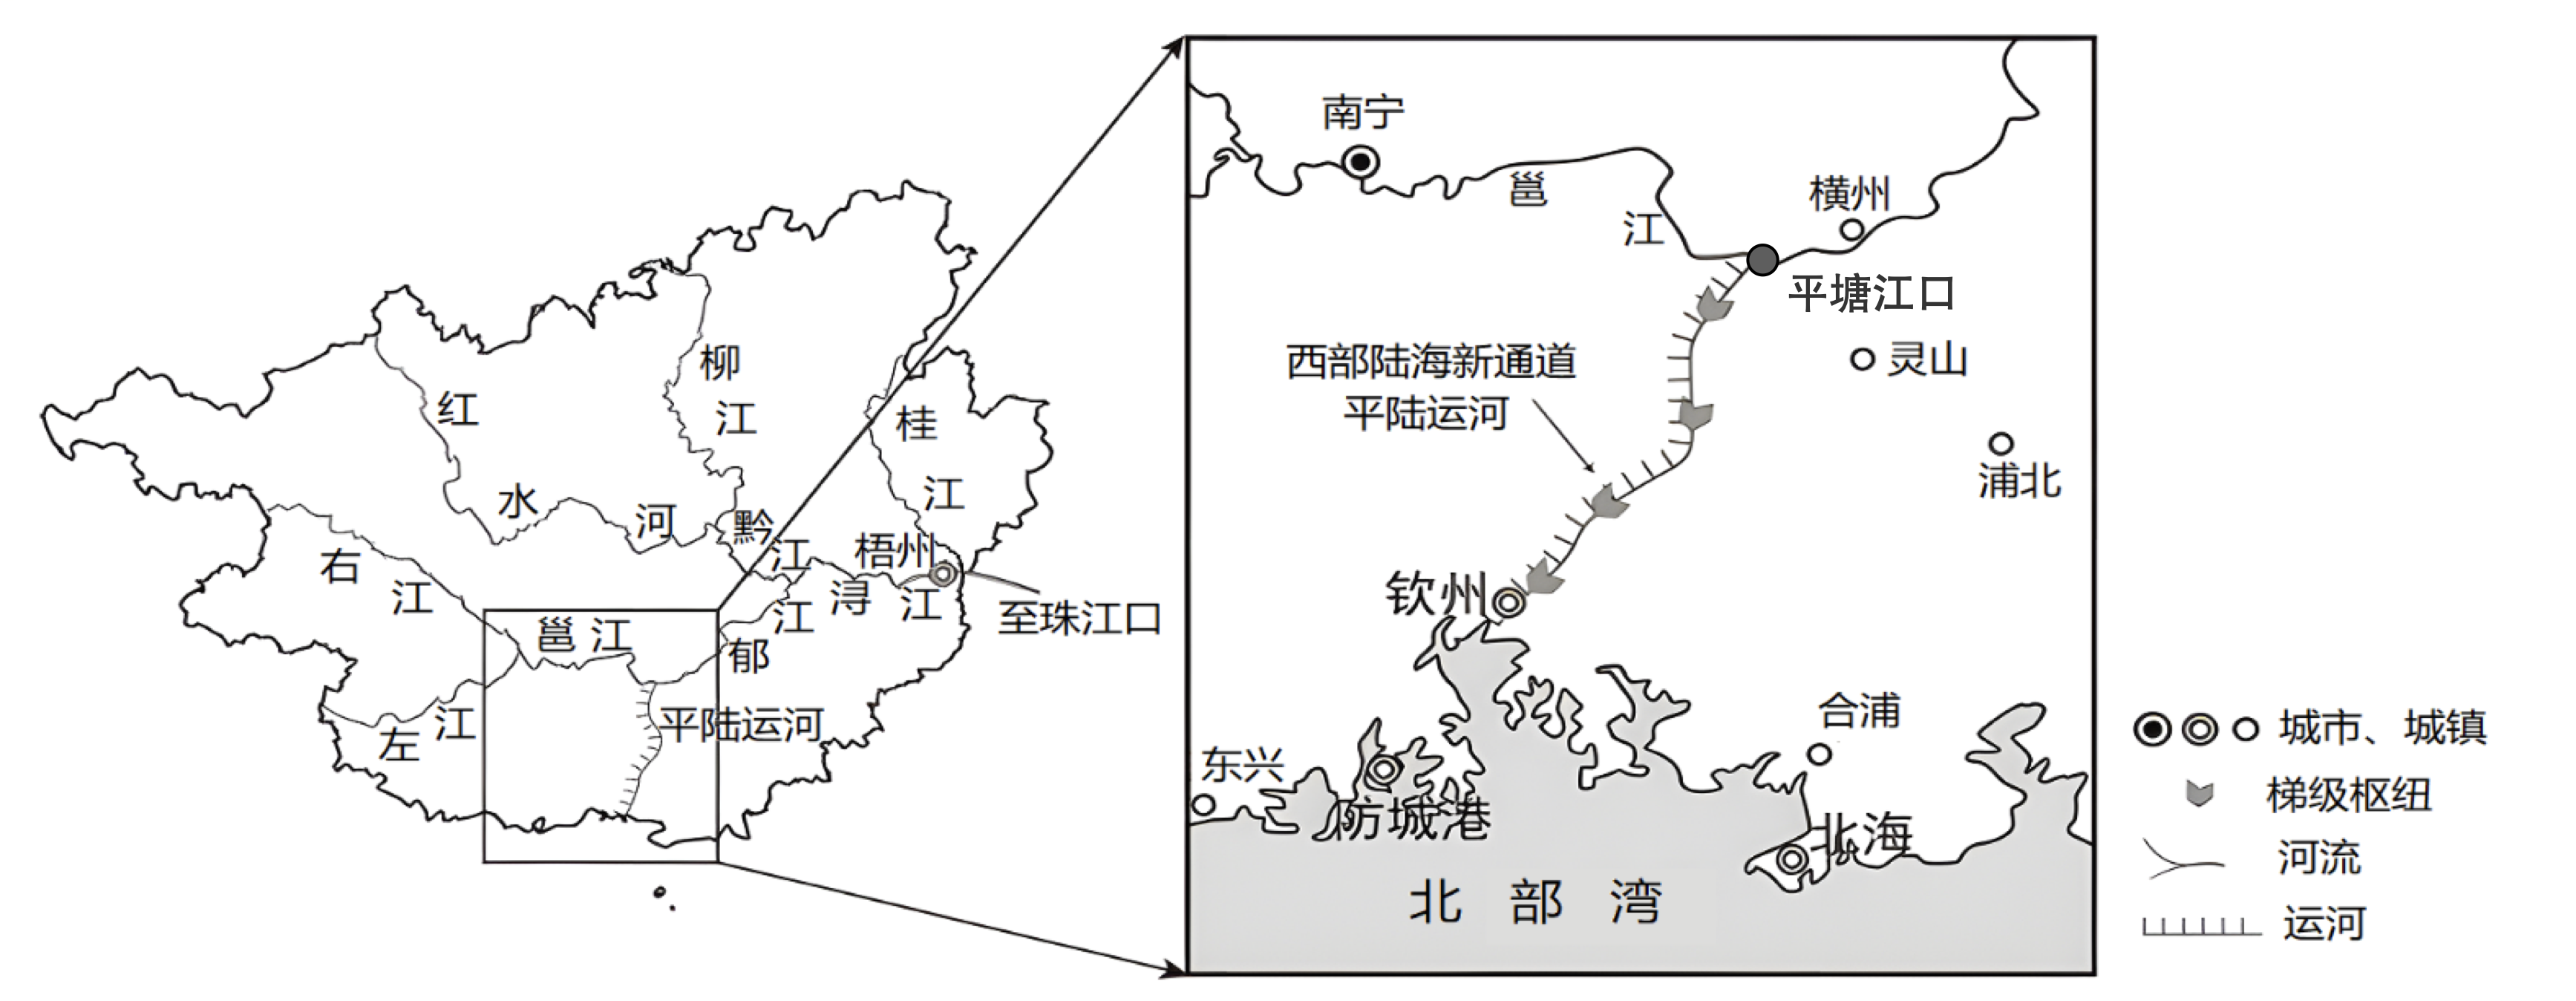 红水河
柳江
桂江
黔江
梧州
浔江
右江
邕江
郁江
至珠江口
左江
平陆运河
南宁
邕江
横州
平塘江口
西部陆海新通道
平陆运河
灵山
浦北
钦州
合浦
东兴
防城港
北海
北部湾
城市、城镇
梯级枢纽
河流
运河